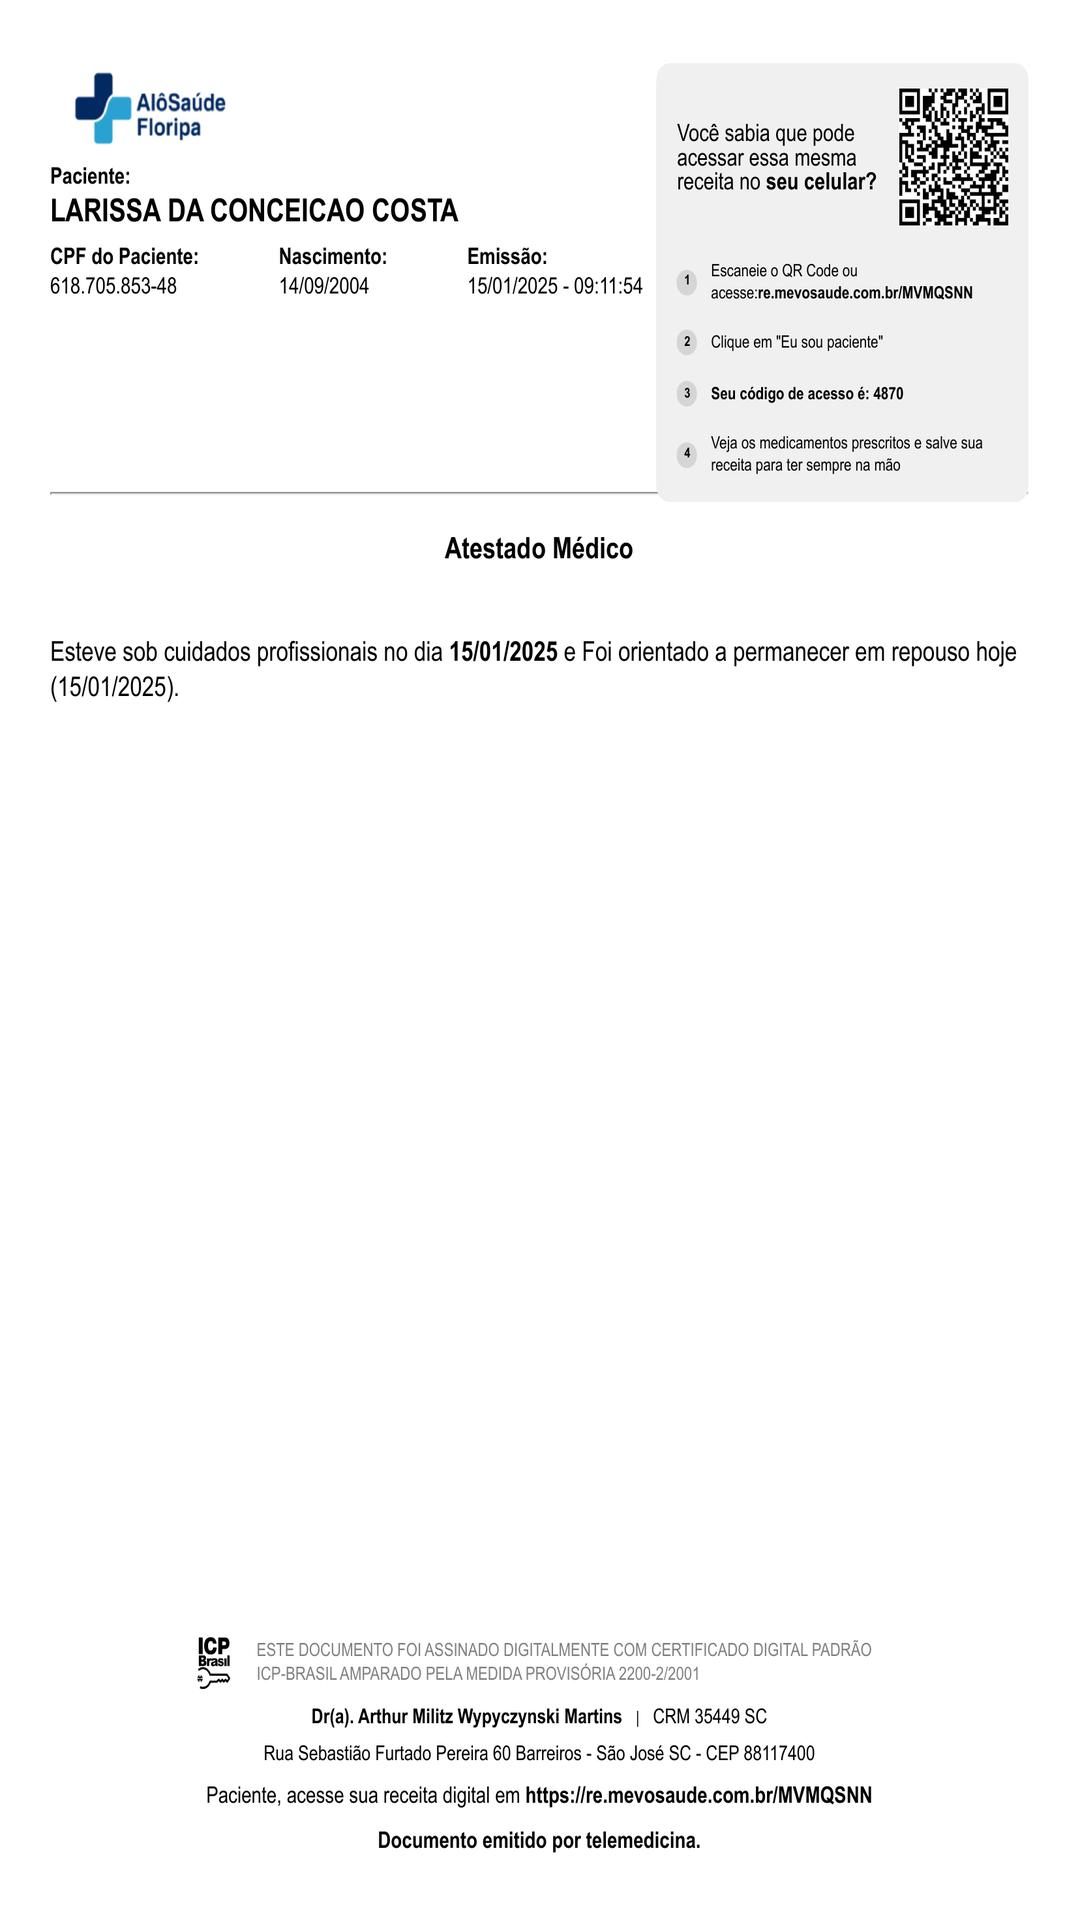 AlôSaúde
Floripa
Paciente:
LARISSA DA CONCEICAO COSTA
CPF do Paciente: Nascimento: Emissão:
618.705.853-48 14/09/2004 15/01/2025 - 09:11:54
Você sabia que pode
acessar essa mesma
receita no seu celular?
1 Escaneie o QR Code ou
acesse:re.mevosaude.com.br/MVMQSNN
2 Clique em "Eu sou paciente"
3 Seu código de acesso é: 4870
4 Veja os medicamentos prescritos e salve sua
receita para ter sempre na mão
Atestado Médico
Esteve sob cuidados profissionais no dia 15/01/2025 e Foi orientado a permanecer em repouso hoje
(15/01/2025).
ICP
Brasil
ESTE DOCUMENTO FOI ASSINADO DIGITALMENTE COM CERTIFICADO DIGITAL PADRÃO
ICP-BRASIL AMPARADO PELA MEDIDA PROVISÓRIA 2200-2/2001
Dr(a). Arthur Militz Wypyczynski Martins | CRM 35449 SC
Rua Sebastião Furtado Pereira 60 Barreiros - São José SC - CEP 88117400
Paciente, acesse sua receita digital em https://re.mevosaude.com.br/MVMQSNN
Documento emitido por telemedicina.